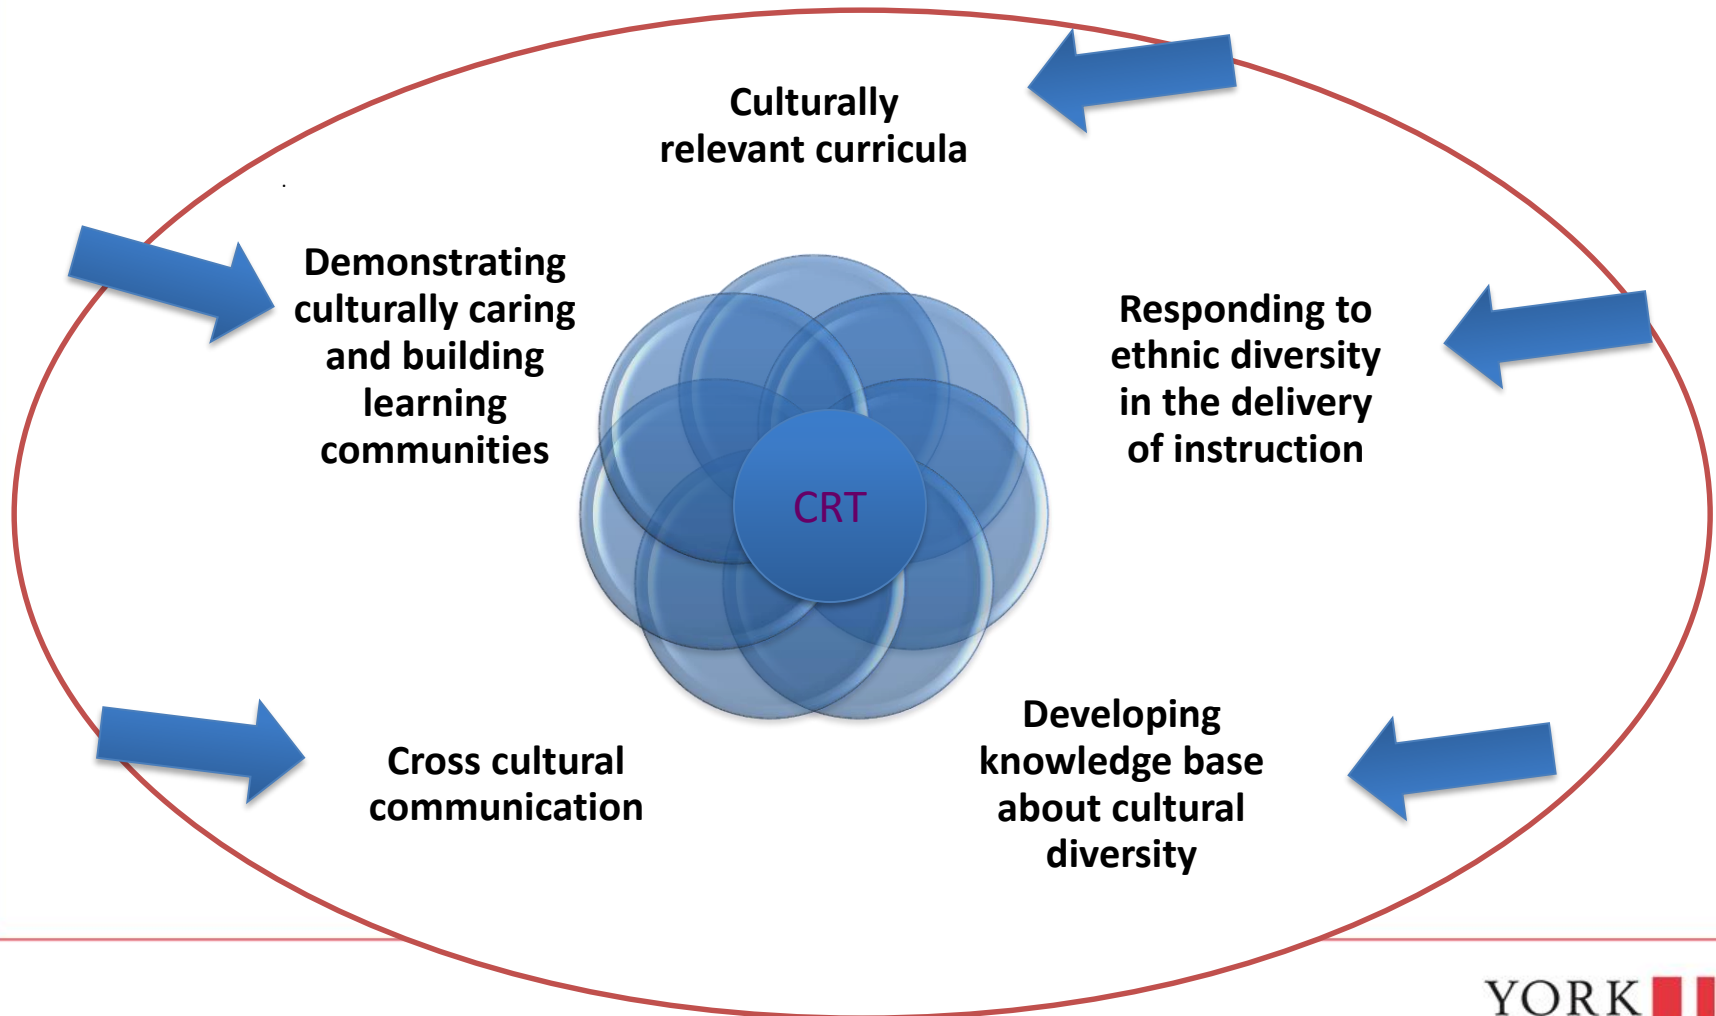 Culturally
relevant curricula
Demonstrating
culturally caring
and building
learning
communities
Responding to
ethnic diversity
in the delivery
of instruction
CRT
Developing
knowledge base
about cultural
diversity
Cross cultural
communication
YORK